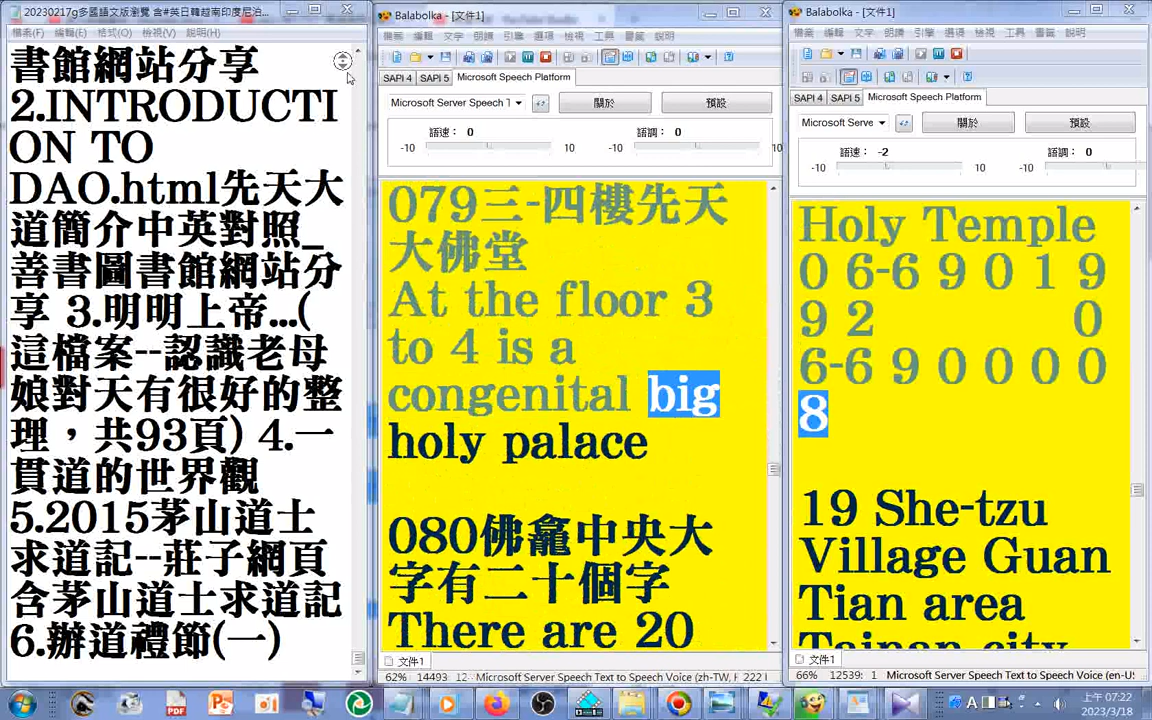 20230217g多國語文版瀏覽 含#英日韓越南印度尼泊...
檔案(F) 編輯(E) 格式(O) 檢視(V) 說明(H)
書館網站分享
2.INTRODUCTI
ON TO
DAO.html先天大
道簡介中英對照_
善書圖書館網站分
享 3.明明上帝...(
這檔案--認識老母
娘對天有很好的整
理，共93頁) 4.一
貫道的世界觀
5.2015茅山道士
求道記--莊子網頁
含茅山道士求道記
6.辦道禮節(一)
Balabolka - [文件1]
檔案 編輯 文字 朗讀 引擎 選項 檢視 工具 書籤 說明
SAPI 4 SAPI 5 Microsoft Speech Platform
Microsoft Server Speech T 關於 預設
語速： 0 語調： 0
-10 10 -10 10
079三-四樓先天
大佛堂
At the floor 3
to 4 is a
congenital big
holy palace
080佛龕中央大
字有二十個字
There are 20
文件1
62% 14493: 12 Microsoft Server Speech Text to Speech Voice (zh-TW, H 222 I
Balabolka - [文件1]
檔案 編輯 文字 朗讀 引擎 選項 檢視 工具 書籤 說明
SAPI 4 SAPI 5 Microsoft Speech Platform
Microsoft Serve 關於 預設
語速： -2 語調： 0
-10 10 -10
Holy Temple
0 6-6 9 0 1 9
9 2 0
6-6 9 0 0 0 0
8
19 She-tzu
Village Guan
Tian area
Tainan city
文件1
66% 12539: 1 Microsoft Server Speech Text to Speech Voice (en-US
PDF
A
上午 07:22
2023/3/18